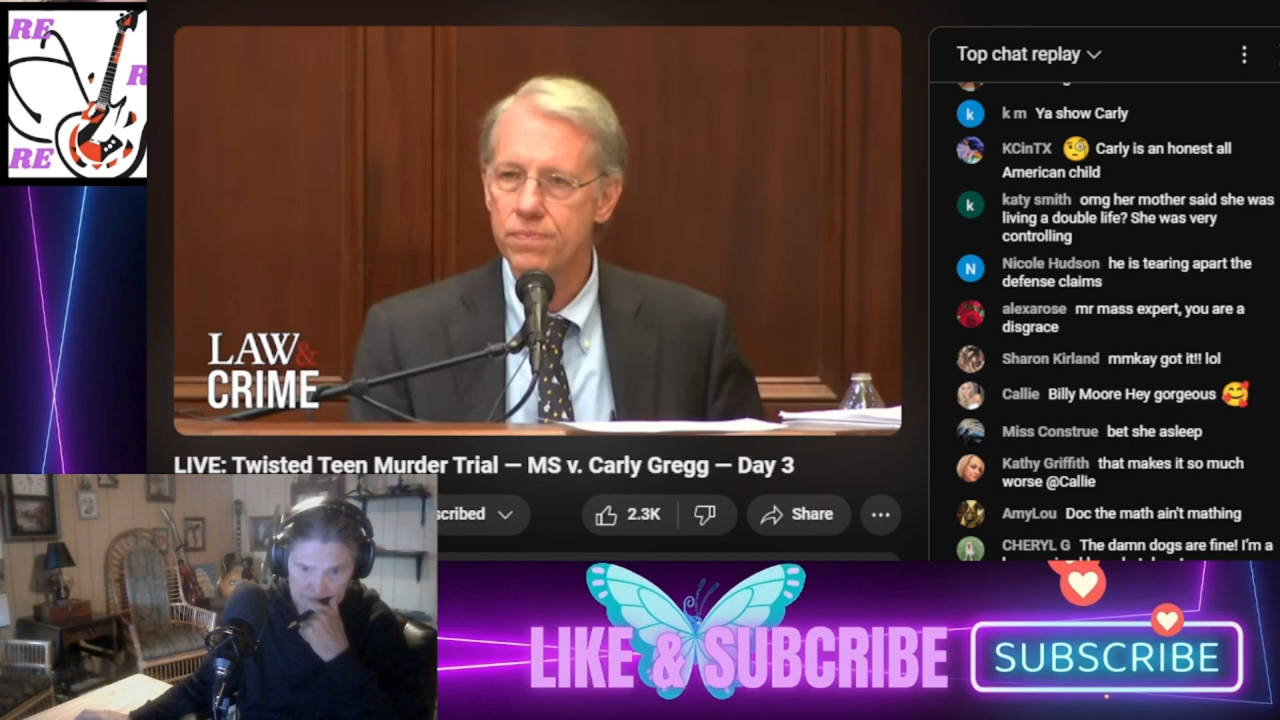 RE
R
RE
LAW&
CRIME
LIVE: Twisted Teen Murder Trial — MS v. Carly Gregg — Day 3
scribed
2.3K
Share
Top chat replay
k
k m Ya show Carly
KCinTX Carly is an honest all
American child
k
katy smith omg her mother said she was
living a double life? She was very
controlling
N
Nicole Hudson he is tearing apart the
defense claims
alexarose mr mass expert, you are a
disgrace
Sharon Kirland mmkay got it!! lol
Callie Billy Moore Hey gorgeous
Miss Construe bet she asleep
Kathy Griffith that makes it so much
worse @Callie
AmyLou Doc the math ain't mathing
CHERYL G The damn dogs are fine! I'm a
LIKE & SUBCRIBE
SUBSCRIBE